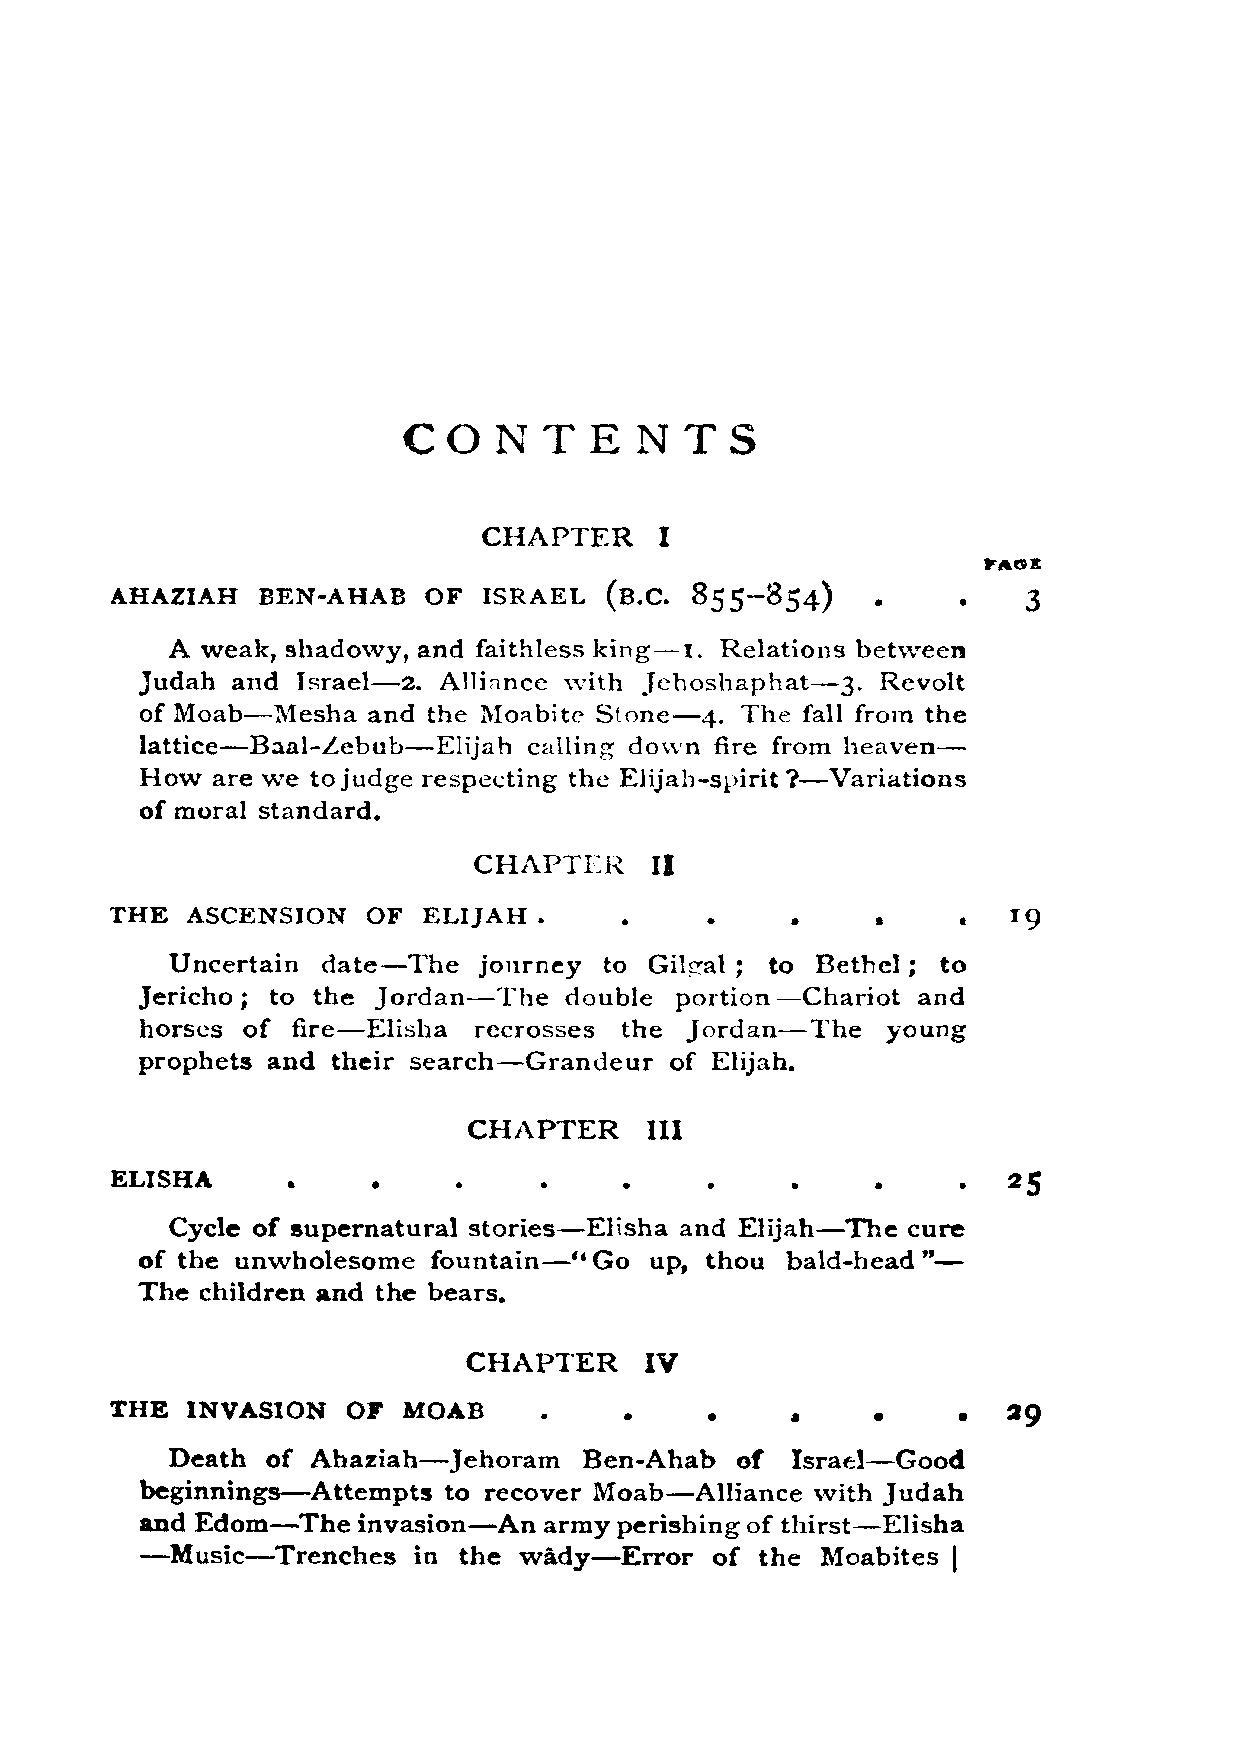 CONTENTS
CHAPTER I
PAGE
AHAZIAH BEN-AHAB OF ISRAEL (B.C. 855–854) . . 3
A weak, shadowy, and faithless king—1. Relations between
Judah and Israel—2. Alliance with Jehoshaphat—3. Revolt
of Moab—Mesha and the Moabite Stone—4. The fall from the
lattice—Baal-Zebub—Elijah calling down fire from heaven—
How are we to judge respecting the Elijah-spirit ?—Variations
of moral standard.
CHAPTER II
THE ASCENSION OF ELIJAH . . . . . . 19
Uncertain date—The journey to Gilgal ; to Bethel ; to
Jericho ; to the Jordan—The double portion—Chariot and
horses of fire—Elisha recrosses the Jordan—The young
prophets and their search—Grandeur of Elijah.
CHAPTER III
ELISHA . . . . . . . . . 25
Cycle of supernatural stories—Elisha and Elijah—The cure
of the unwholesome fountain—“Go up, thou bald-head”—
The children and the bears.
CHAPTER IV
THE INVASION OF MOAB . . . . . . 29
Death of Ahaziah—Jehoram Ben-Ahab of Israel—Good
beginnings—Attempts to recover Moab—Alliance with Judah
and Edom—The invasion—An army perishing of thirst—Elisha
—Music—Trenches in the wâdy—Error of the Moabites |